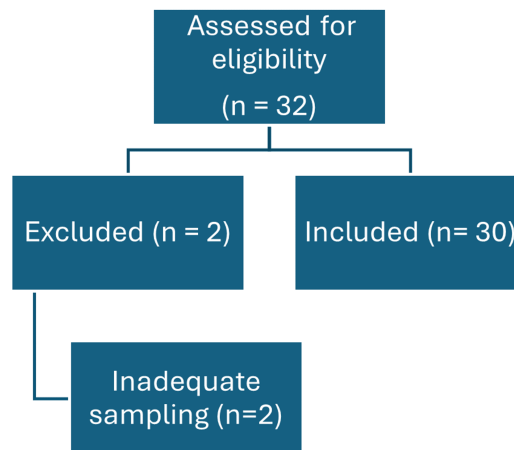 Assessed for
eligibility
(n = 32)
Excluded (n = 2)
Included (n= 30)
Inadequate
sampling (n=2)